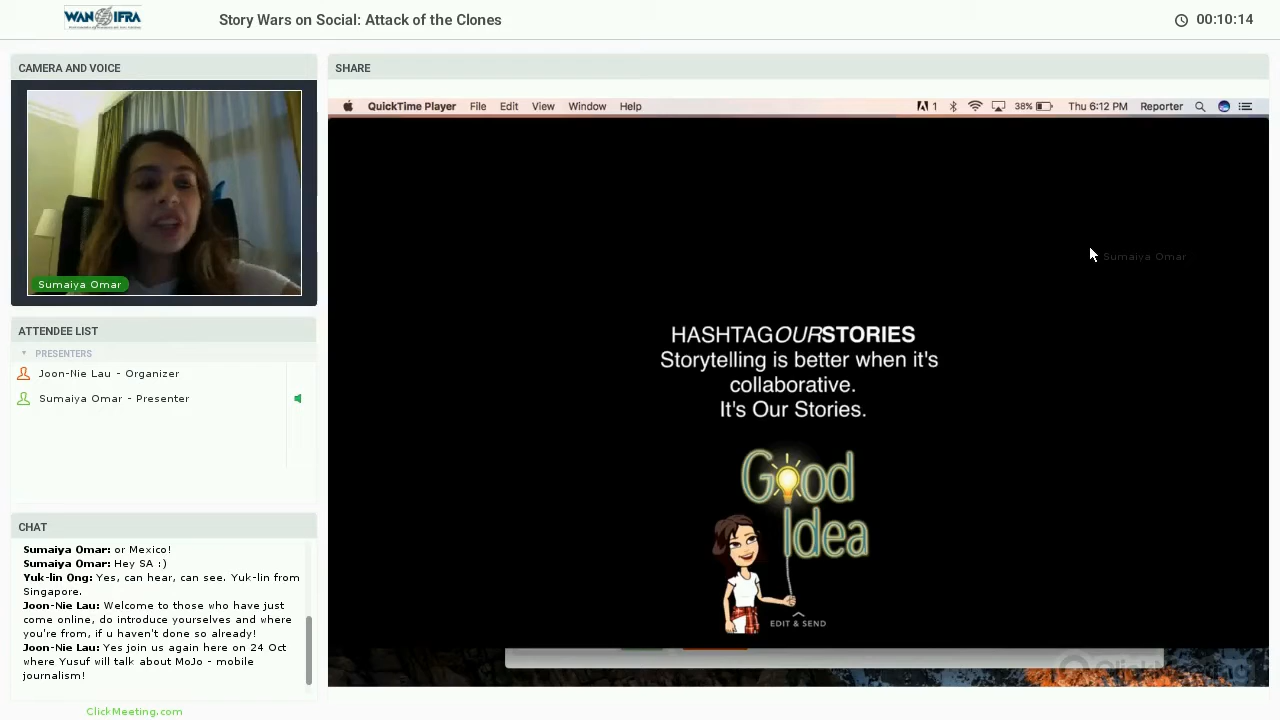 WAN IFRA
Story Wars on Social: Attack of the Clones
00:10:14
CAMERA AND VOICE
Sumaiya Omar
ATTENDEE LIST
PRESENTERS
Joon-Nie Lau - Organizer
Sumaiya Omar - Presenter
CHAT
Sumaiya Omar: or Mexico!
Sumaiya Omar: Hey SA :)
Yuk-lin Ong: Yes, can hear, can see. Yuk-lin from
Singapore.
Joon-Nie Lau: Welcome to those who have just
come online, do introduce yourselves and where
you're from, if u haven't done so already!
Joon-Nie Lau: Yes join us again here on 24 Oct
where Yusuf will talk about MoJo - mobile
journalism!
ClickMeeting.com
SHARE
QuickTime Player File Edit View Window Help
1 38% Thu 6:12 PM Reporter
Sumaiya Omar
HASHTAGOURSTORIES
Storytelling is better when it's
collaborative.
It's Our Stories.
Good
Idea
EDIT & SEND
ClickMeeting